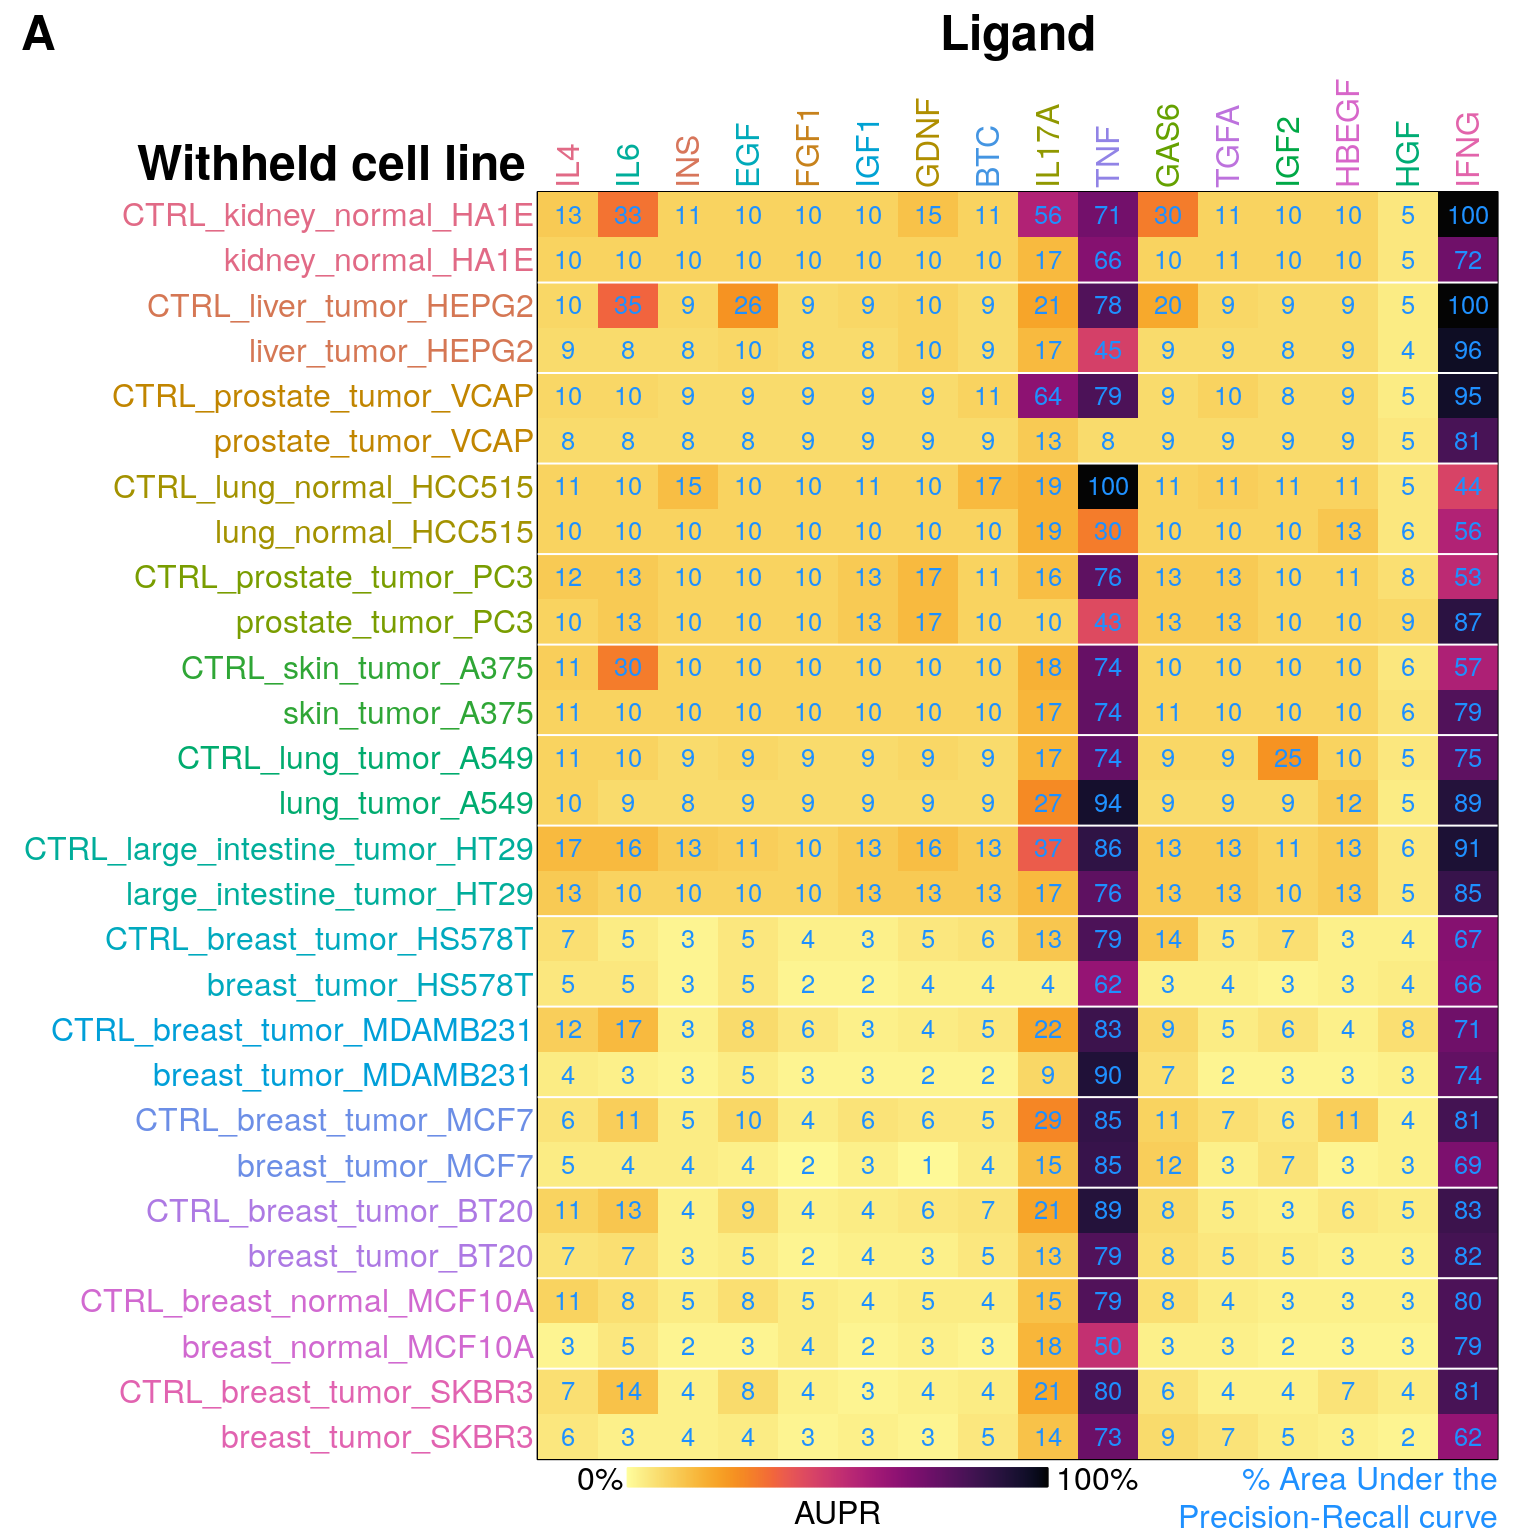 A
Ligand
Withheld cell line
IL4 IL6 INS EGF FGF1 IGF1 GDNF BTC IL17A TNF GAS6 TGFA IGF2 HBEGF HGF IFNG
CTRL_kidney_normal_HA1E 13 33 11 10 10 10 15 11 56 71 30 11 10 10 5 100
kidney_normal_HA1E 10 10 10 10 10 10 10 10 17 66 10 11 10 10 5 72
CTRL_liver_tumor_HEPG2 10 35 9 26 9 9 10 9 21 78 20 9 9 9 5 100
liver_tumor_HEPG2 9 8 8 10 8 8 10 9 17 45 9 9 8 9 4 96
CTRL_prostate_tumor_VCAP 10 10 9 9 9 9 9 11 64 79 9 10 8 9 5 95
prostate_tumor_VCAP 8 8 8 8 9 9 9 9 13 8 9 9 9 9 5 81
CTRL_lung_normal_HCC515 11 10 15 10 10 11 10 17 19 100 11 11 11 11 5 44
lung_normal_HCC515 10 10 10 10 10 10 10 10 19 30 10 10 10 13 6 56
CTRL_prostate_tumor_PC3 12 13 10 10 10 13 17 11 16 76 13 13 10 11 8 53
prostate_tumor_PC3 10 13 10 10 10 13 17 10 10 43 13 13 10 10 9 87
CTRL_skin_tumor_A375 11 30 10 10 10 10 10 10 18 74 10 10 10 10 6 57
skin_tumor_A375 11 10 10 10 10 10 10 10 17 74 11 10 10 10 6 79
CTRL_lung_tumor_A549 11 10 9 9 9 9 9 9 17 74 9 9 25 10 5 75
lung_tumor_A549 10 9 8 9 9 9 9 9 27 94 9 9 9 12 5 89
CTRL_large_intestine_tumor_HT29 17 16 13 11 10 13 16 13 37 86 13 13 11 13 6 91
large_intestine_tumor_HT29 13 10 10 10 10 13 13 13 17 76 13 13 10 13 5 85
CTRL_breast_tumor_HS578T 7 5 3 5 4 3 5 6 13 79 14 5 7 3 4 67
breast_tumor_HS578T 5 5 3 5 2 2 4 4 4 62 3 4 3 3 4 66
CTRL_breast_tumor_MDAMB231 12 17 3 8 6 3 4 5 22 83 9 5 6 4 8 71
breast_tumor_MDAMB231 4 3 3 5 3 3 2 2 9 90 7 2 3 3 3 74
CTRL_breast_tumor_MCF7 6 11 5 10 4 6 6 5 29 85 11 7 6 11 4 81
breast_tumor_MCF7 5 4 4 4 2 3 1 4 15 85 12 3 7 3 3 69
CTRL_breast_tumor_BT20 11 13 4 9 4 4 6 7 21 89 8 5 3 6 5 83
breast_tumor_BT20 7 7 3 5 2 4 3 5 13 79 8 5 5 3 3 82
CTRL_breast_normal_MCF10A 11 8 5 8 5 4 5 4 15 79 8 4 3 3 3 80
breast_normal_MCF10A 3 5 2 3 4 2 3 3 18 50 3 3 2 3 3 79
CTRL_breast_tumor_SKBR3 7 14 4 8 4 3 4 4 21 80 6 4 4 7 4 81
breast_tumor_SKBR3 6 3 4 4 3 3 3 5 14 73 9 7 5 3 2 62
0% 100%
AUPR
% Area Under the
Precision-Recall curve